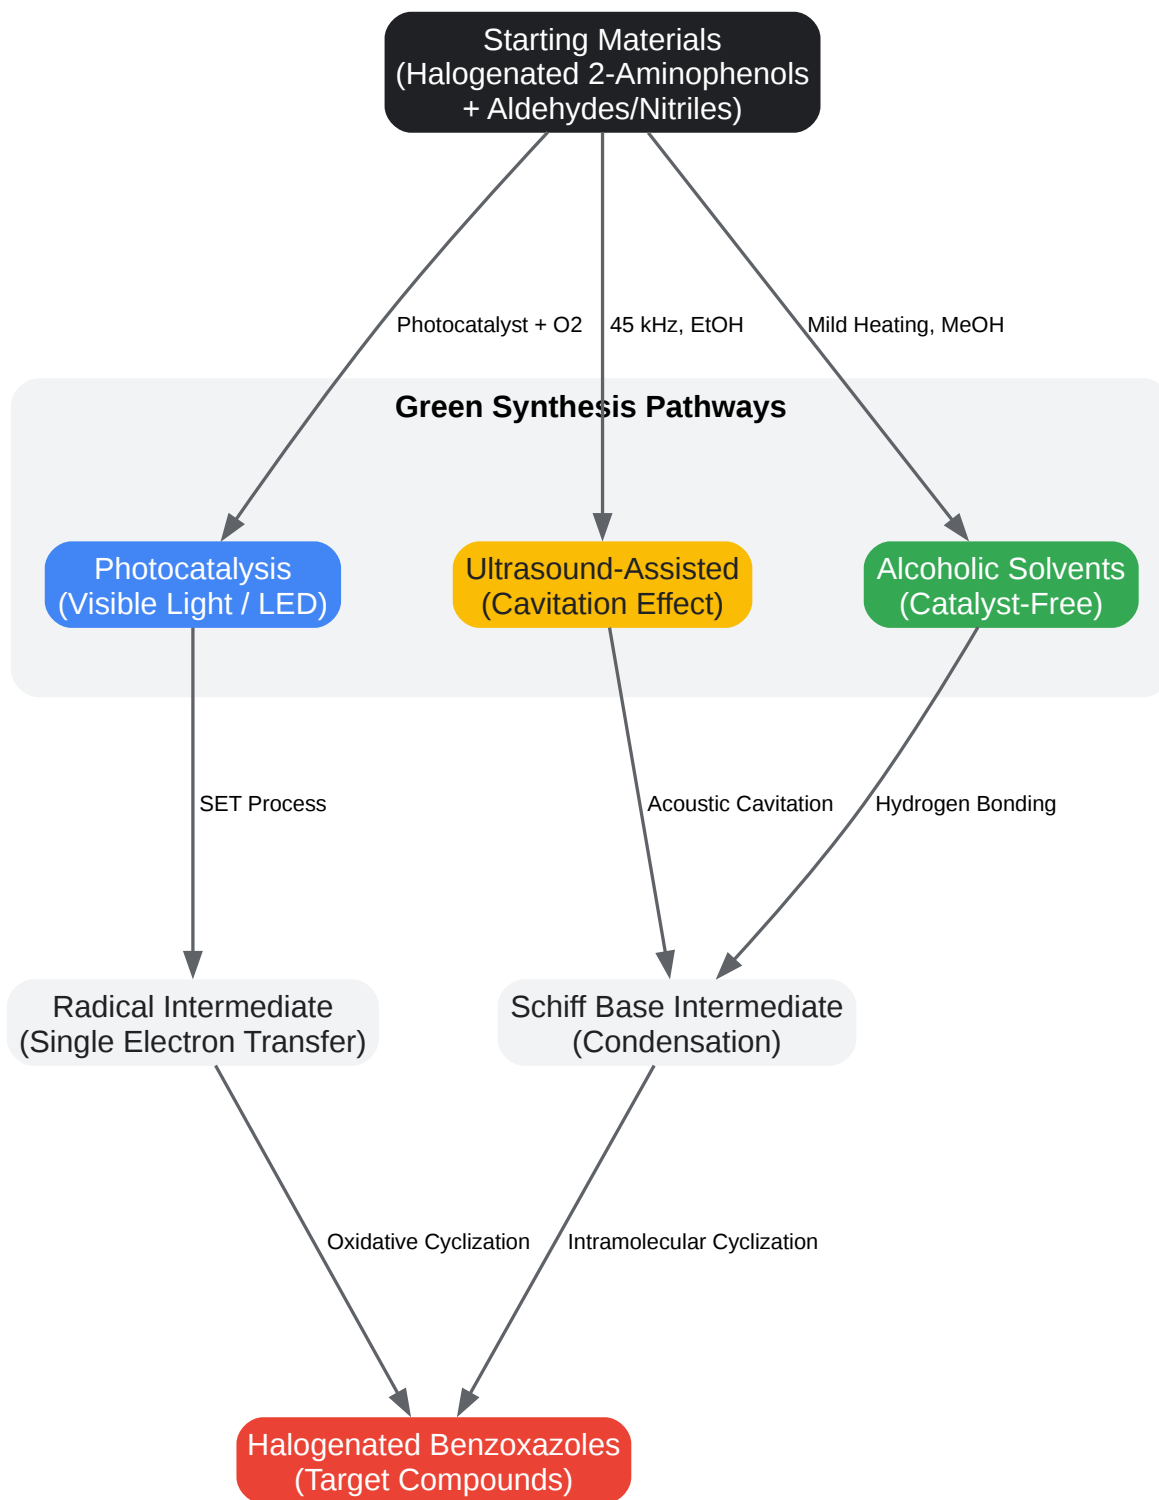 Starting Materials
(Halogenated 2-Aminophenols
+ Aldehydes/Nitriles)
Photocatalyst + O2
45 kHz, EtOH
Mild Heating, MeOH
Green Synthesis Pathways
Photocatalysis
(Visible Light / LED)
Ultrasound-Assisted
(Cavitation Effect)
Alcoholic Solvents
(Catalyst-Free)
SET Process
Acoustic Cavitation
Hydrogen Bonding
Radical Intermediate
(Single Electron Transfer)
Schiff Base Intermediate
(Condensation)
Oxidative Cyclization
Intramolecular Cyclization
Halogenated Benzoxazoles
(Target Compounds)